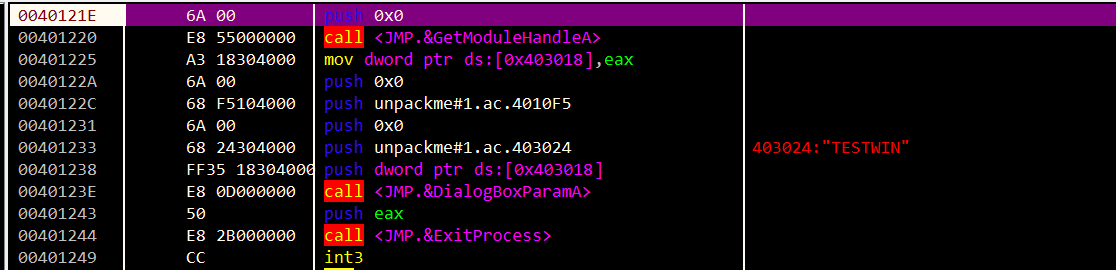 0040121E 6A 00 push 0x0
00401220 E8 55000000 call <JMP.&GetModuleHandleA>
00401225 A3 18304000 mov dword ptr ds:[0x403018],eax
0040122A 6A 00 push 0x0
0040122C 68 F5104000 push unpackme#1.ac.4010F5
00401231 6A 00 push 0x0
00401233 68 24304000 push unpackme#1.ac.403024 403024:"TESTWIN"
00401238 FF35 18304000 push dword ptr ds:[0x403018]
0040123E E8 0D000000 call <JMP.&DialogBoxParamA>
00401243 50 push eax
00401244 E8 2B000000 call <JMP.&ExitProcess>
00401249 CC int3